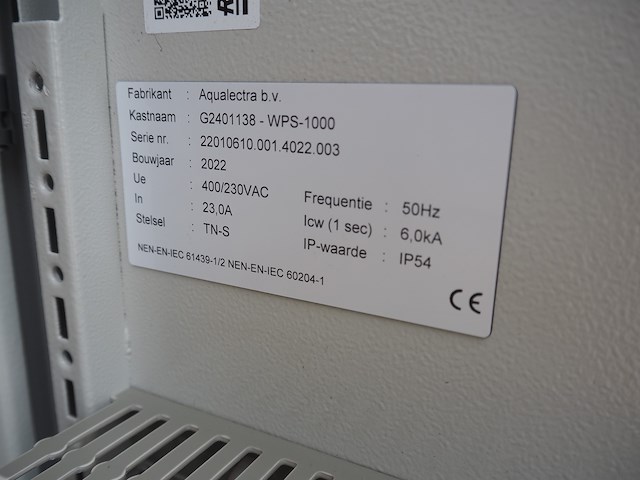 Fabrikant : Aqualectra b.v.
Kastnaam : G2401138 - WPS-1000
Serie nr. : 22010610.001.4022.003
Bouwjaar : 2022
Ue : 400/230VAC Frequentie : 50Hz
In : 23,0A Icw (1 sec) : 6,0kA
Stelsel : TN-S IP-waarde : IP54
NEN-EN-IEC 61439-1/2 NEN-EN-IEC 60204-1
CE